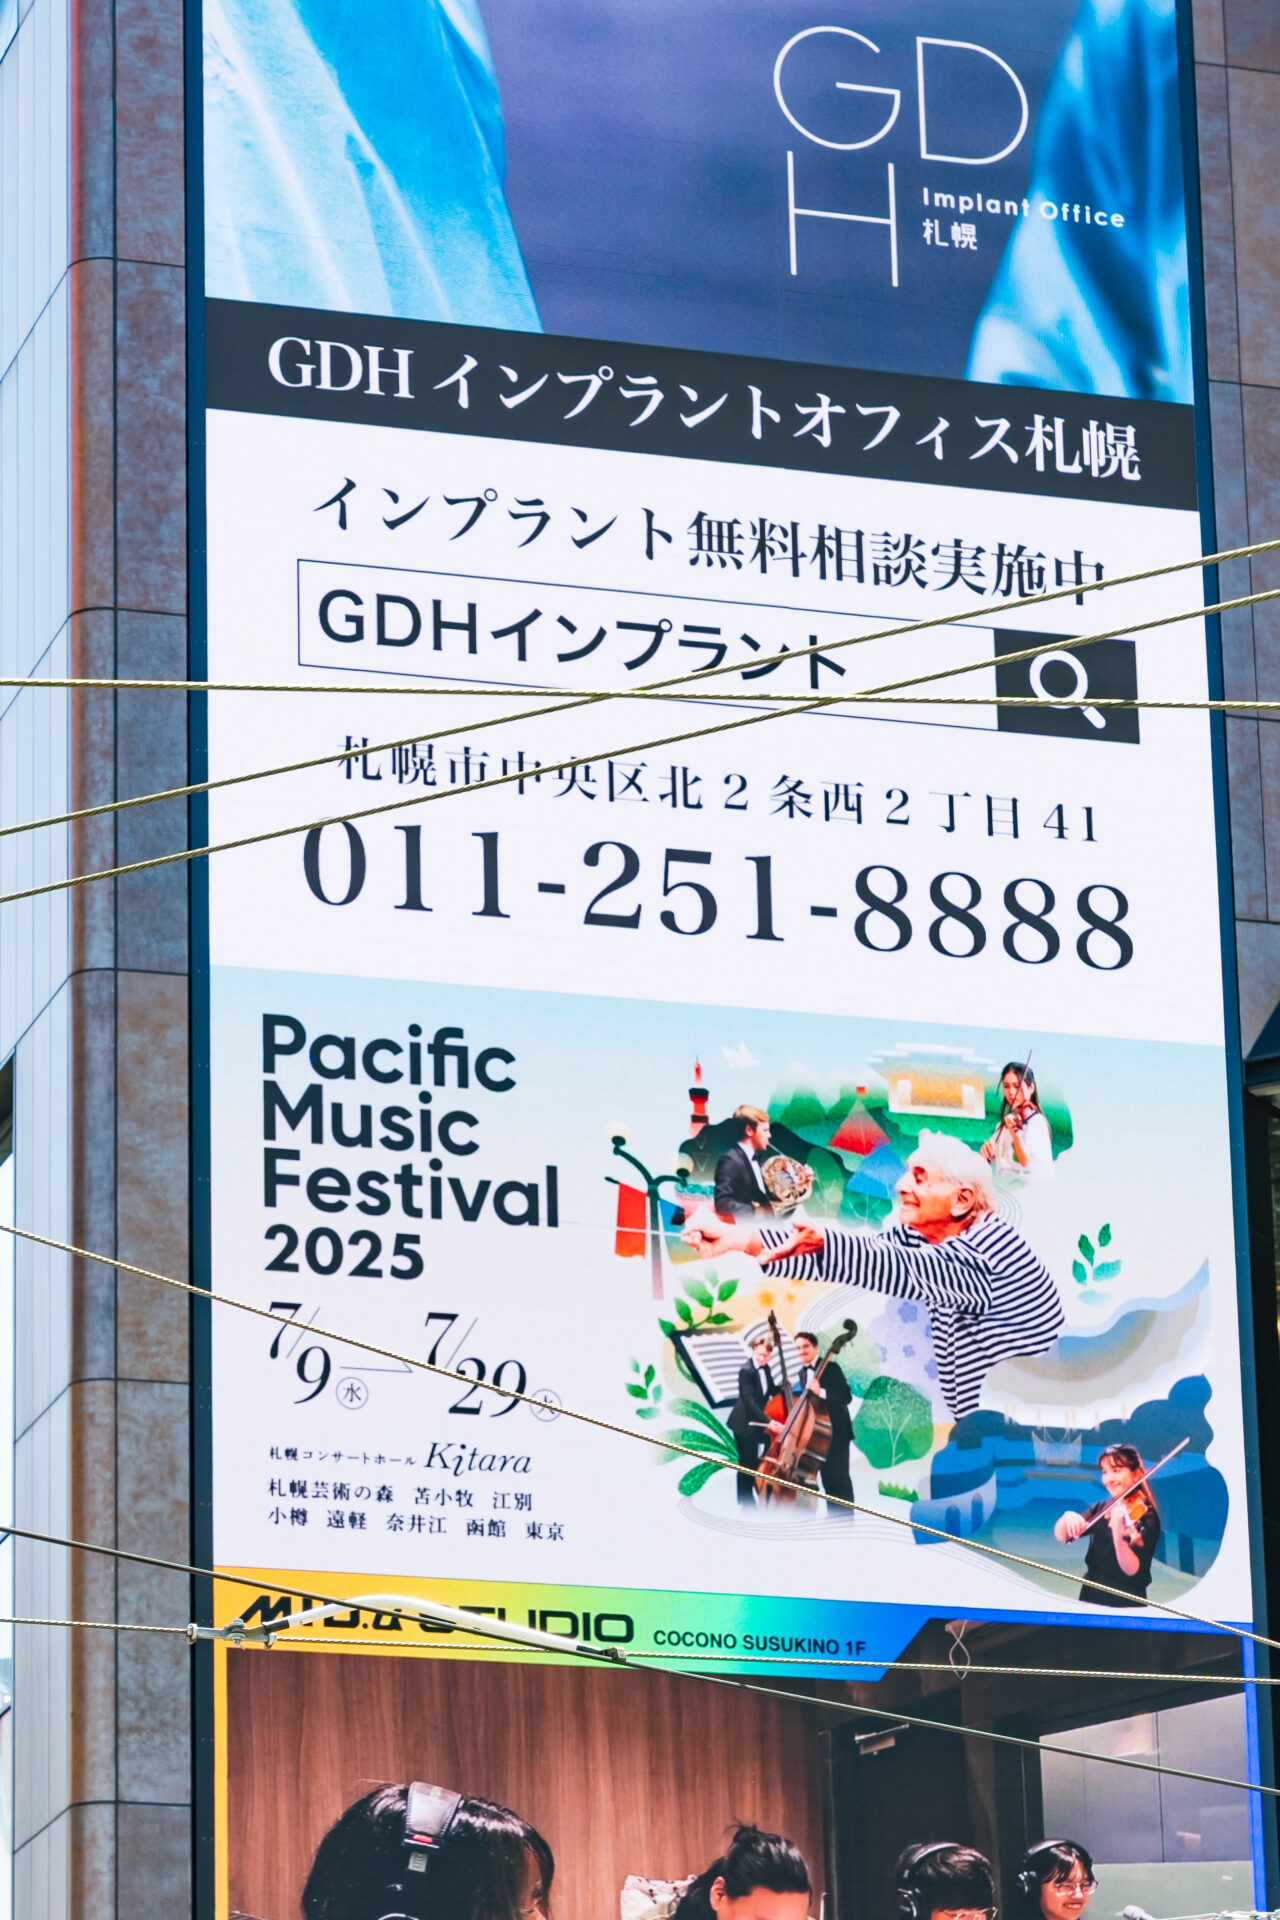 GD
H
Implant Office
札幌
GDH インプラントオフィス札幌
インプラント無料相談実施中
GDHインプラント
札幌市中央区北2条西2丁目41
011-251-8888
Pacific
Music
Festival
2025
7/9㊌—7/29㊋
札幌コンサートホール Kitara
札幌芸術の森 苫小牧 江別
小樽 遠軽 奈井江 函館 東京
STUDIO COCONO SUSUKINO 1F